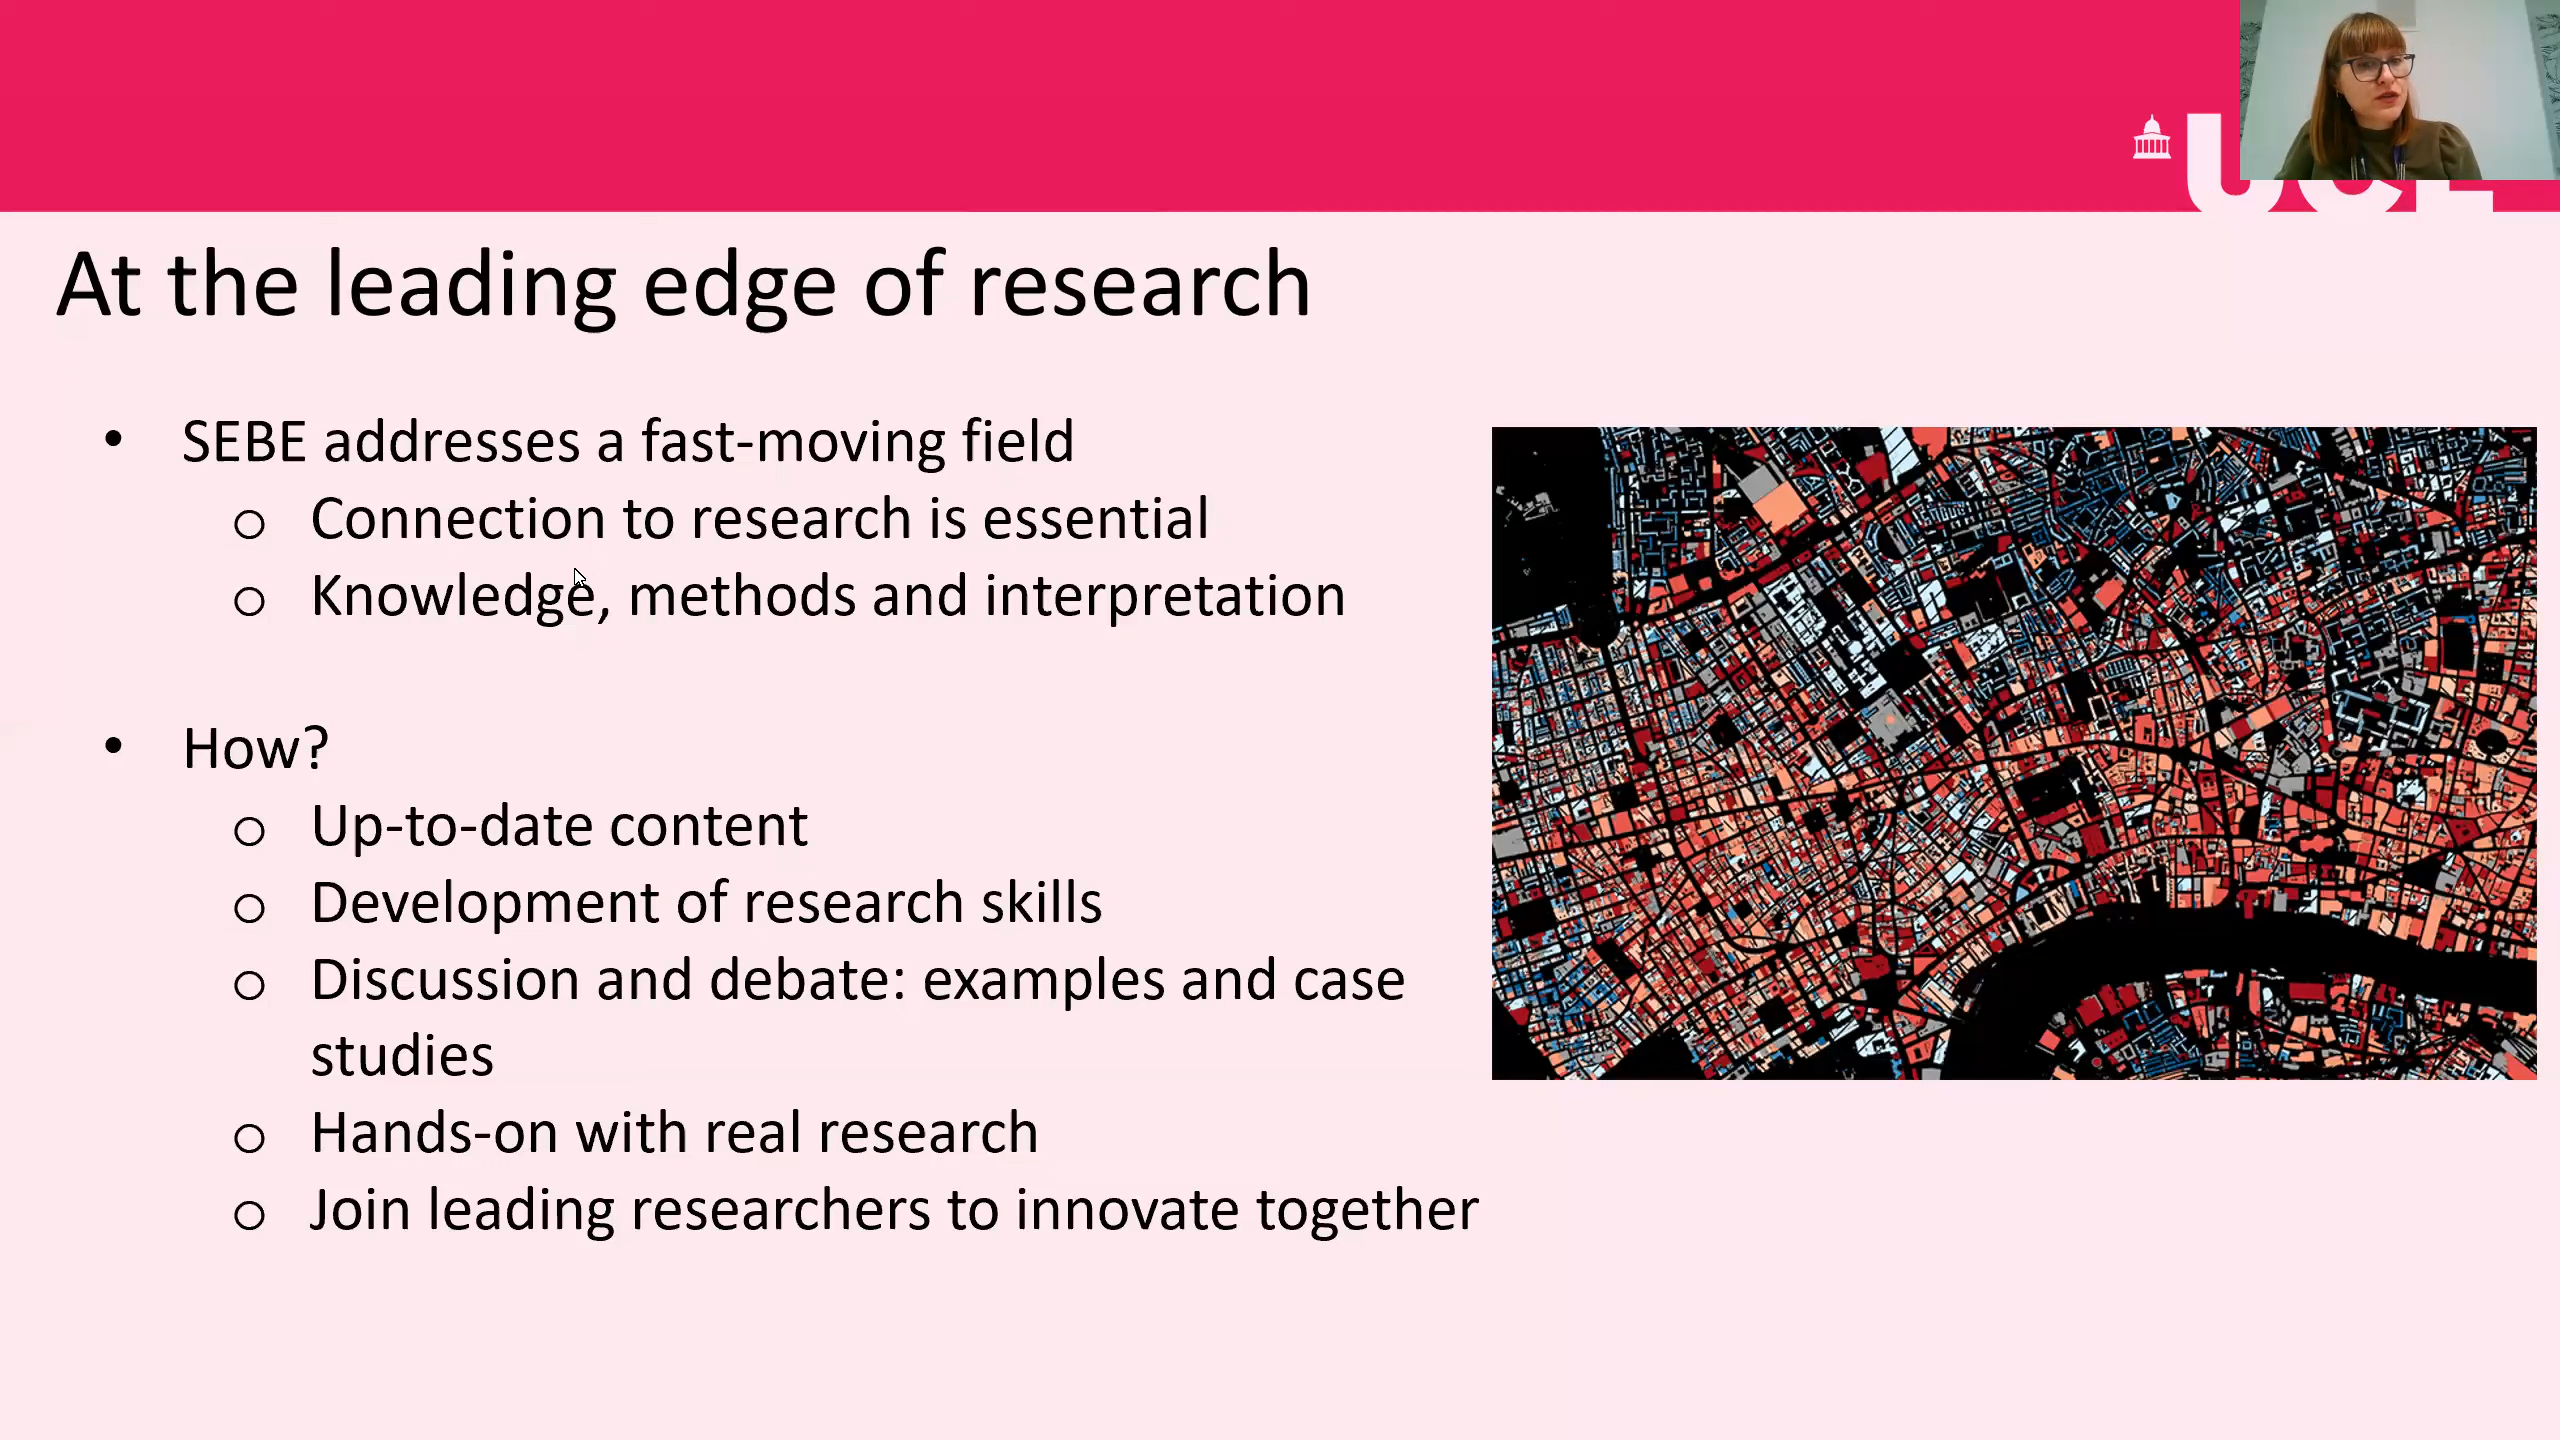 UCL
At the leading edge of research
• SEBE addresses a fast-moving field
o Connection to research is essential
o Knowledge, methods and interpretation
• How?
o Up-to-date content
o Development of research skills
o Discussion and debate: examples and case
studies
o Hands-on with real research
o Join leading researchers to innovate together